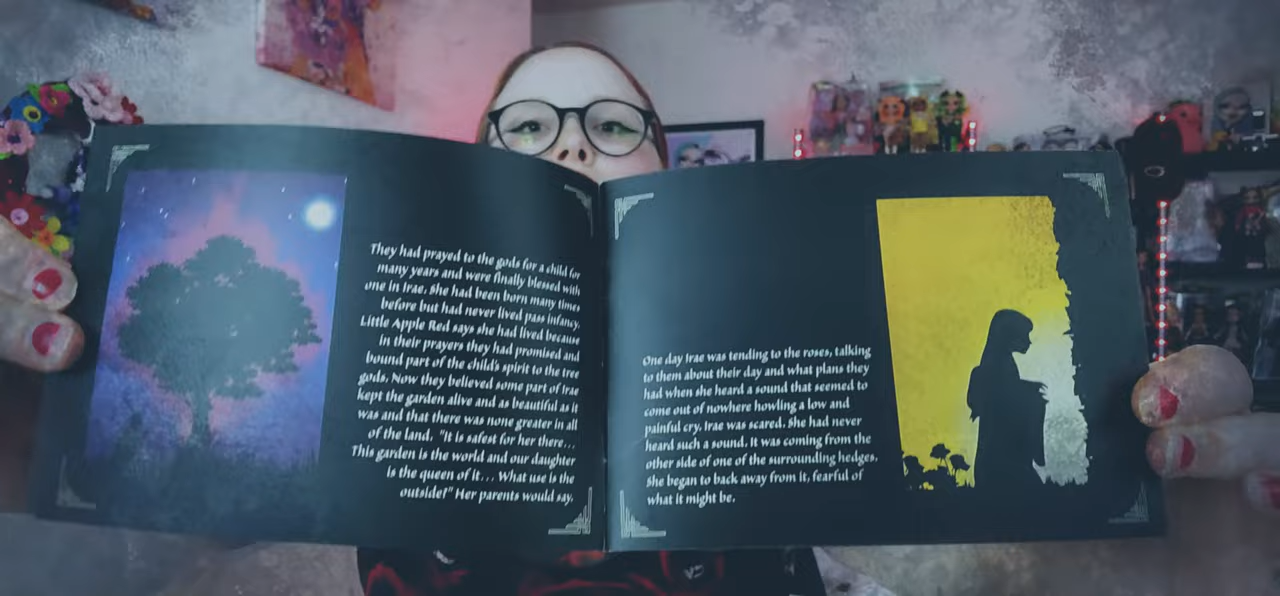 They had prayed to the gods for a child for
many years and were finally blessed with
one in Irae, she had been born many times
before but had never lived pass infancy.
Little Apple Red says she had lived because
in their prayers they had promised and
bound part of the child's spirit to the tree
gods. Now they believed some part of Irae
kept the garden alive and as beautiful as it
was and that there was none greater in all
of the land. "It is safest for her there...
This garden is the world and our daughter
is the queen of it... What use is the
outside?" Her parents would say.
One day Irae was tending to the roses, talking
to them about their day and what plans they
had when she heard a sound that seemed to
come out of nowhere howling a low and
painful cry. Irae was scared. She had never
heard such a sound. It was coming from the
other side of one of the surrounding hedges.
She began to back away from it, fearful of
what it might be.